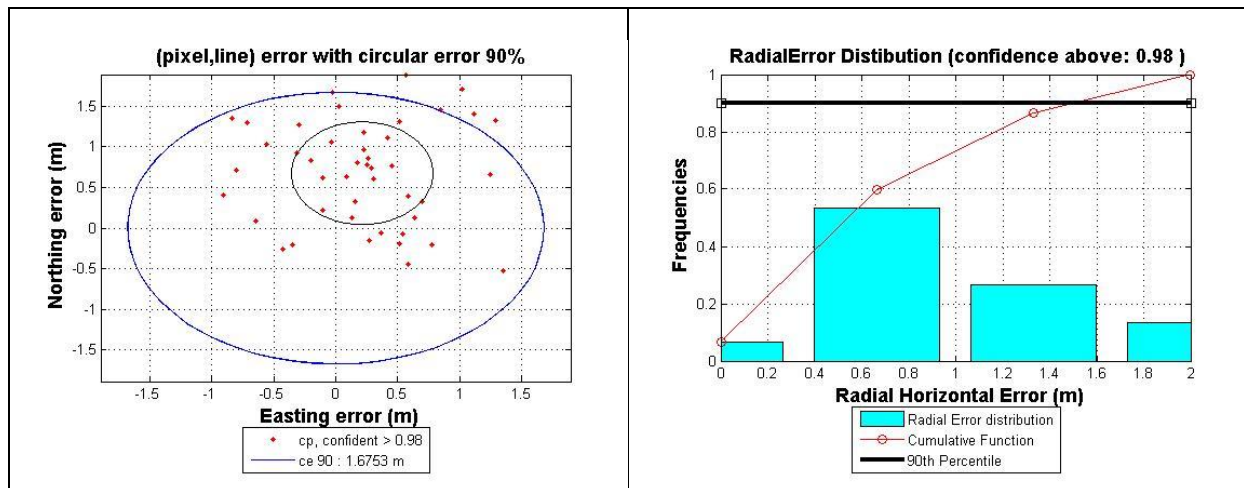 (pixel,line) error with circular error 90%
Northing error (m)
1.5
1
0.5
0
-0.5
-1
-1.5
-1.5
-1
-0.5
0
0.5
1
1.5
Easting error (m)
cp, confident > 0.98
ce 90 : 1.6753 m
RadialError Distibution (confidence above: 0.98 )
Frequencies
1
0.8
0.6
0.4
0.2
0
0
0.2
0.4
0.6
0.8
1
1.2
1.4
1.6
1.8
2
Radial Horizontal Error (m)
Radial Error distribution
Cumulative Function
90th Percentile